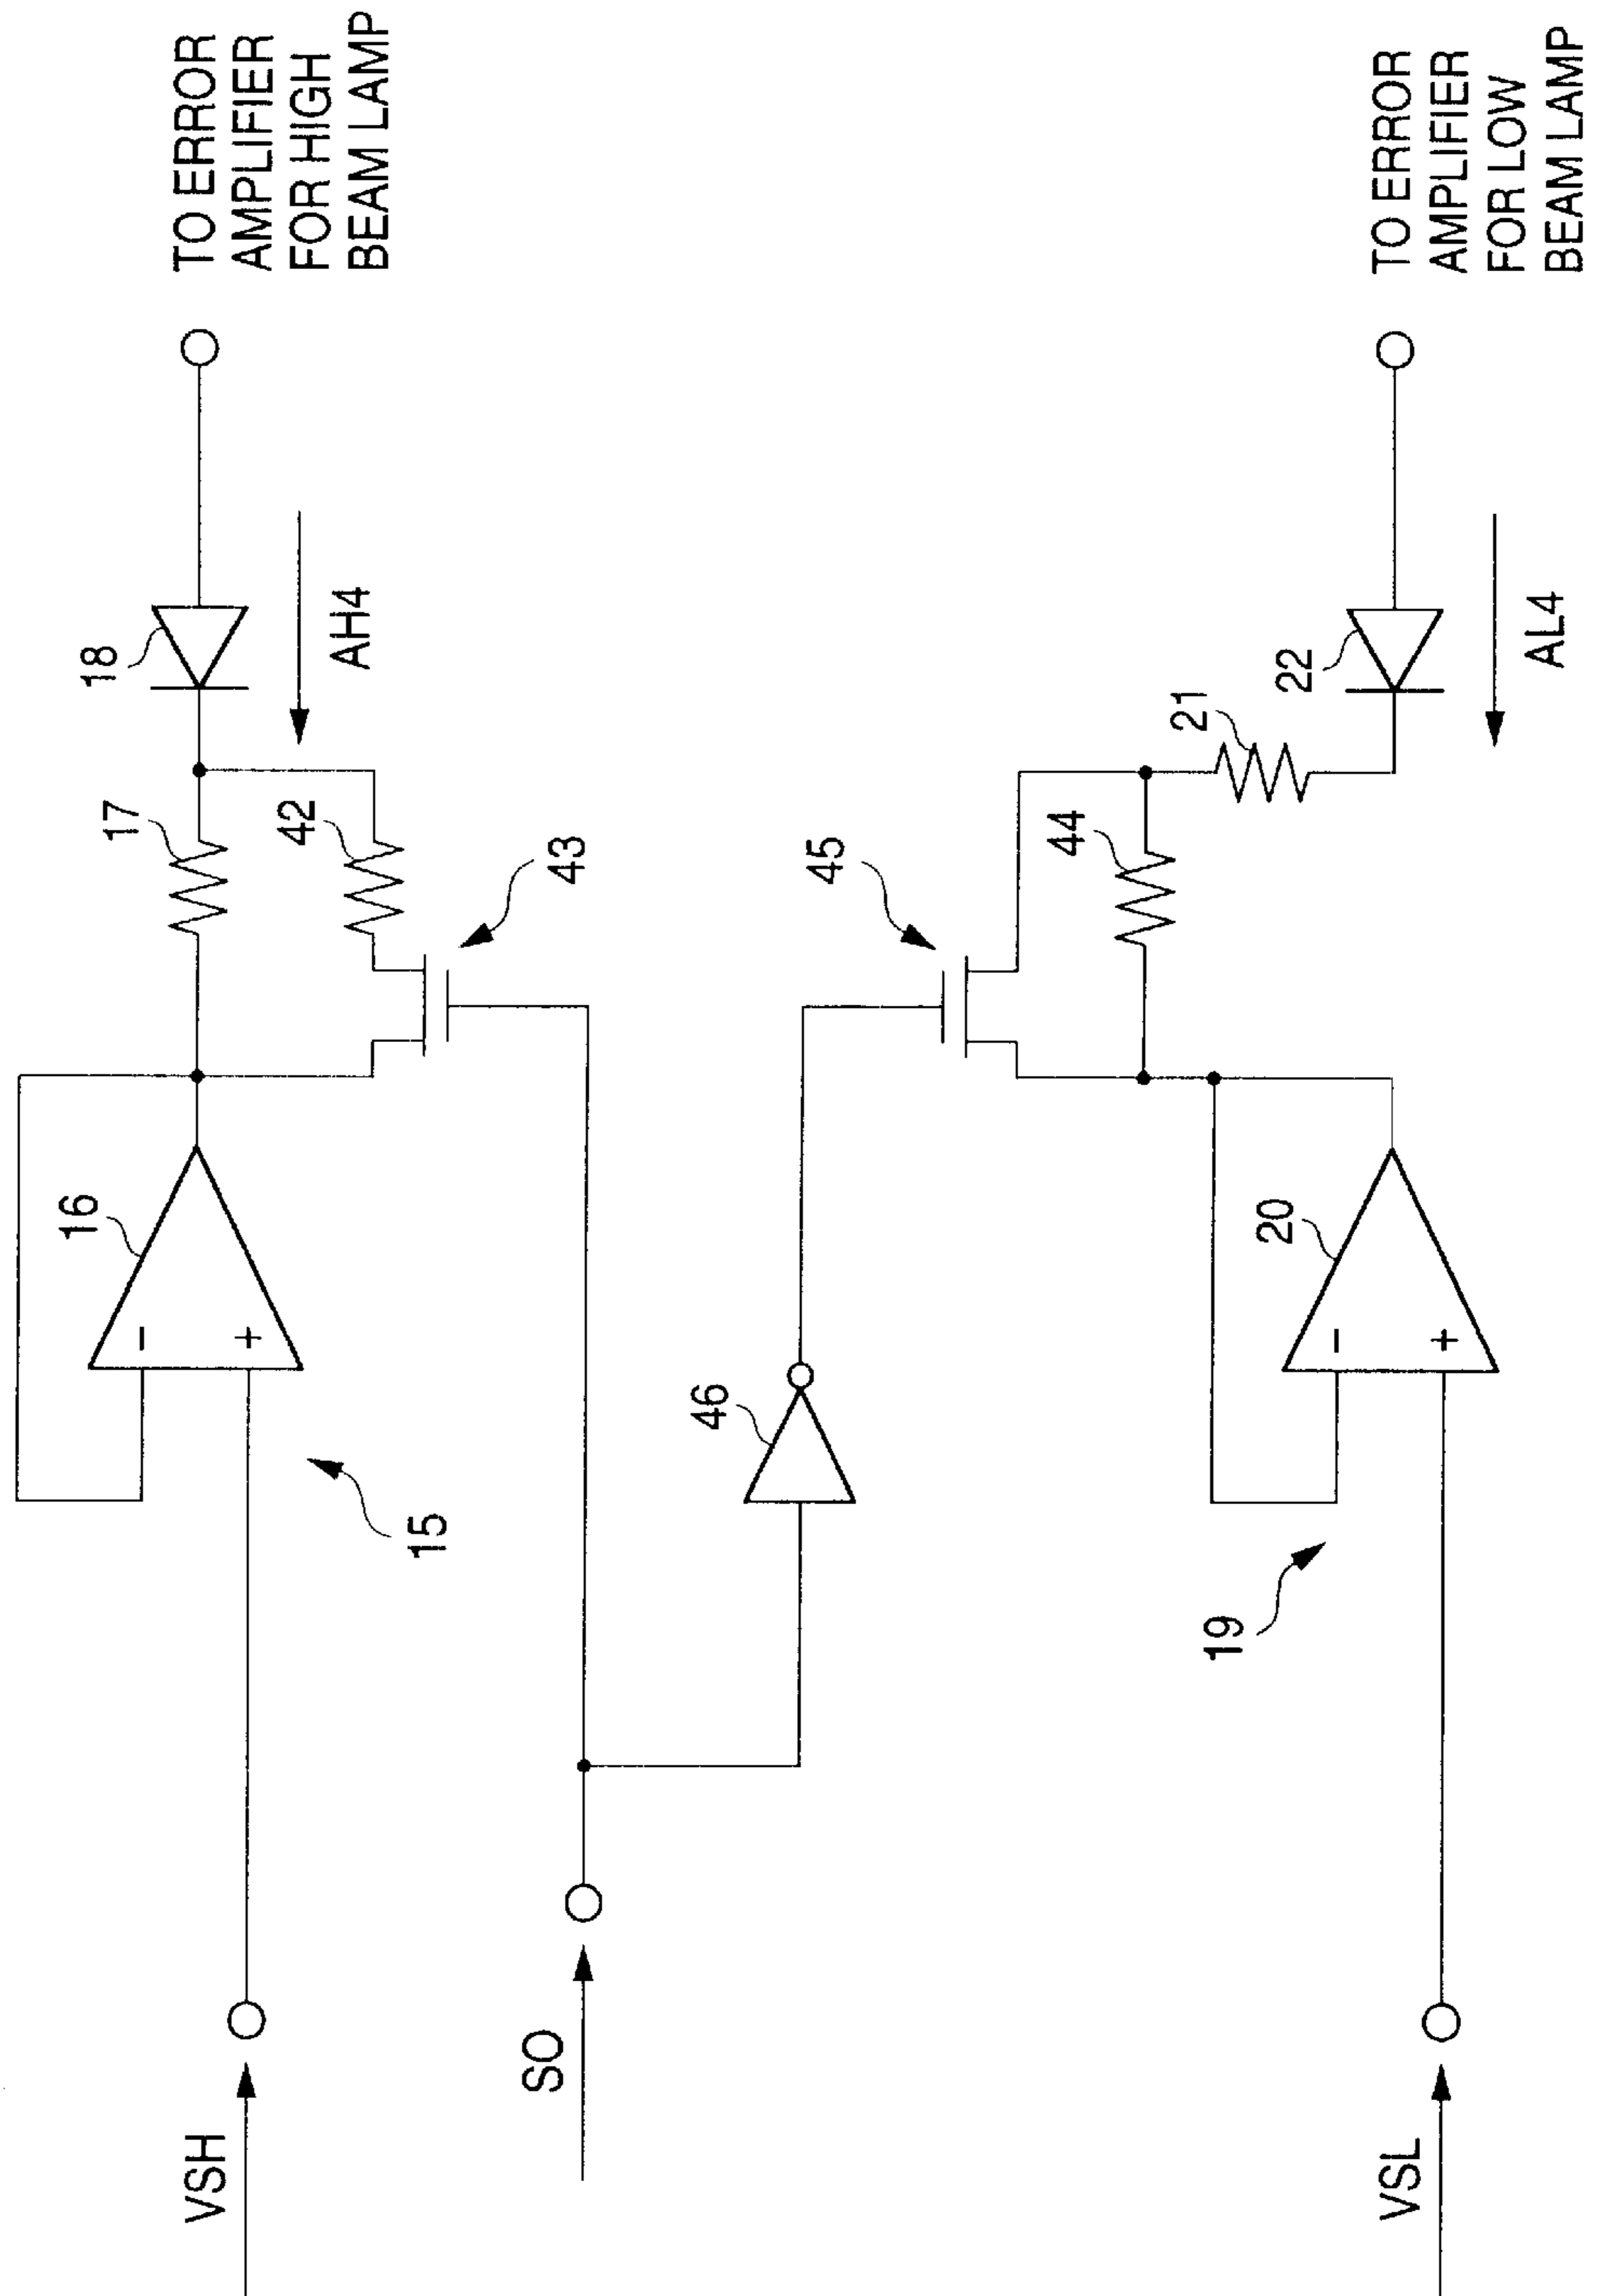 TO ERROR
AMPLIFIER
FOR HIGH
BEAM LAMP
18
AH4
17
42
43
16
-
+
15
VSH
SO
46
45
44
21
22
AL4
TO ERROR
AMPLIFIER
FOR LOW
BEAM LAMP
20
-
+
19
VSL